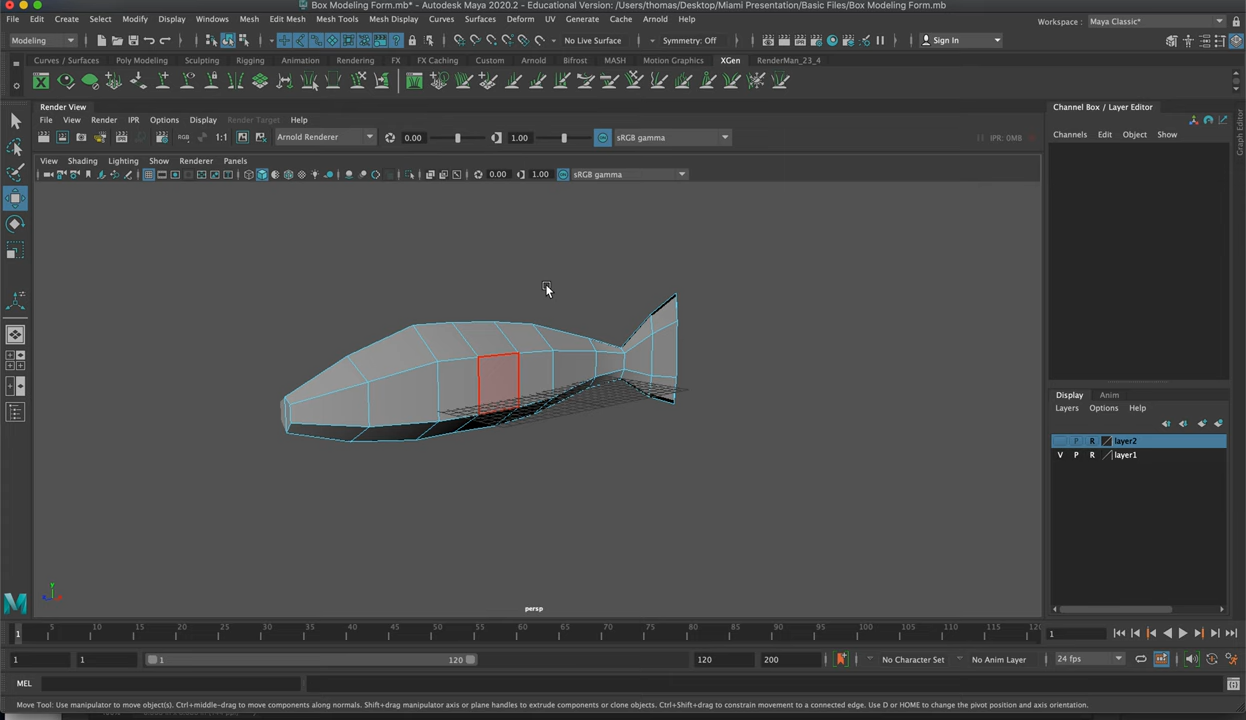 Box Modeling Form.mb* - Autodesk Maya 2020.2 - Educational Version: /Users/thomas/Desktop/Miami Presentation/Basic Files/Box Modeling Form.mb
File Edit Create Select Modify Display Windows Mesh Edit Mesh Mesh Tools Mesh Display Curves Surfaces Deform UV Generate Cache Arnold Help
Workspace : Maya Classic*
Modeling No Live Surface Symmetry: Off Sign In
Curves / Surfaces Poly Modeling Sculpting Rigging Animation Rendering FX FX Caching Custom Arnold Bifrost MASH Motion Graphics XGen RenderMan_23_4
Render View
File View Render IPR Options Display Render Target Help
RGB 1:1 Arnold Renderer 0.00 1.00 sRGB gamma IPR: 0MB
View Shading Lighting Show Renderer Panels
0.00 1.00 sRGB gamma
persp
Channel Box / Layer Editor
Channels Edit Object Show
Graph Editor
Display Anim
Layers Options Help
P R layer2
V P R layer1
1 5 10 15 20 25 30 35 40 45 50 55 60 65 70 75 80 85 90 95 100 105 110 115 12
1
1 1 1 120 120 200 No Character Set No Anim Layer 24 fps
MEL
Move Tool: Use manipulator to move object(s). Ctrl+middle-drag to move components along normals. Shift+drag manipulator axis or plane handles to extrude components or clone objects. Ctrl+Shift+drag to constrain movement to a connected edge. Use D or HOME to change the pivot position and axis orientation.